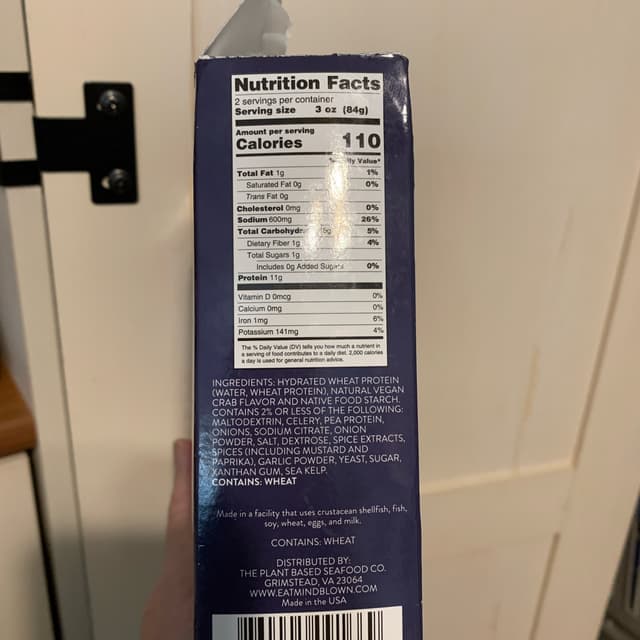 Nutrition Facts
2 servings per container
Serving size 3 oz (84g)
Amount per serving
Calories 110
Value*
Total Fat 1g 1%
Saturated Fat 0g 0%
Trans Fat 0g
Cholesterol 0mg 0%
Sodium 600mg 26%
Total 5%
Dietary Fiber 1g 4%
Total Sugars 1g
Includes 0g Added Sugars 0%
Protein 11g
Vitamin D 0mcg 0%
Calcium 0mg 0%
Iron 1mg 6%
Potassium 141mg 4%
The % Daily Value (DV) tells you how much a nutrient in
a serving of food contributes to a daily diet. 2,000 calories
a day is used for general nutrition advice.
INGREDIENTS: HYDRATED WHEAT PROTEIN
(WATER, WHEAT PROTEIN), NATURAL VEGAN
CRAB FLAVOR AND NATIVE FOOD STARCH.
CONTAINS 2% OR LESS OF THE FOLLOWING:
MALTODEXTRIN, CELERY, PEA PROTEIN,
ONIONS, SODIUM CITRATE, ONION
POWDER, SALT, DEXTROSE, SPICE EXTRACTS,
SPICES (INCLUDING MUSTARD AND
PAPRIKA), GARLIC POWDER, YEAST, SUGAR,
XANTHAN GUM, SEA KELP.
CONTAINS: WHEAT
Made in a facility that uses crustacean shellfish, fish,
soy, wheat, eggs, and milk.
CONTAINS: WHEAT
DISTRIBUTED BY:
THE PLANT BASED SEAFOOD CO.
GRIMSTEAD, VA 23064
WWW.EATMINDBLOWN.COM
Made in the USA